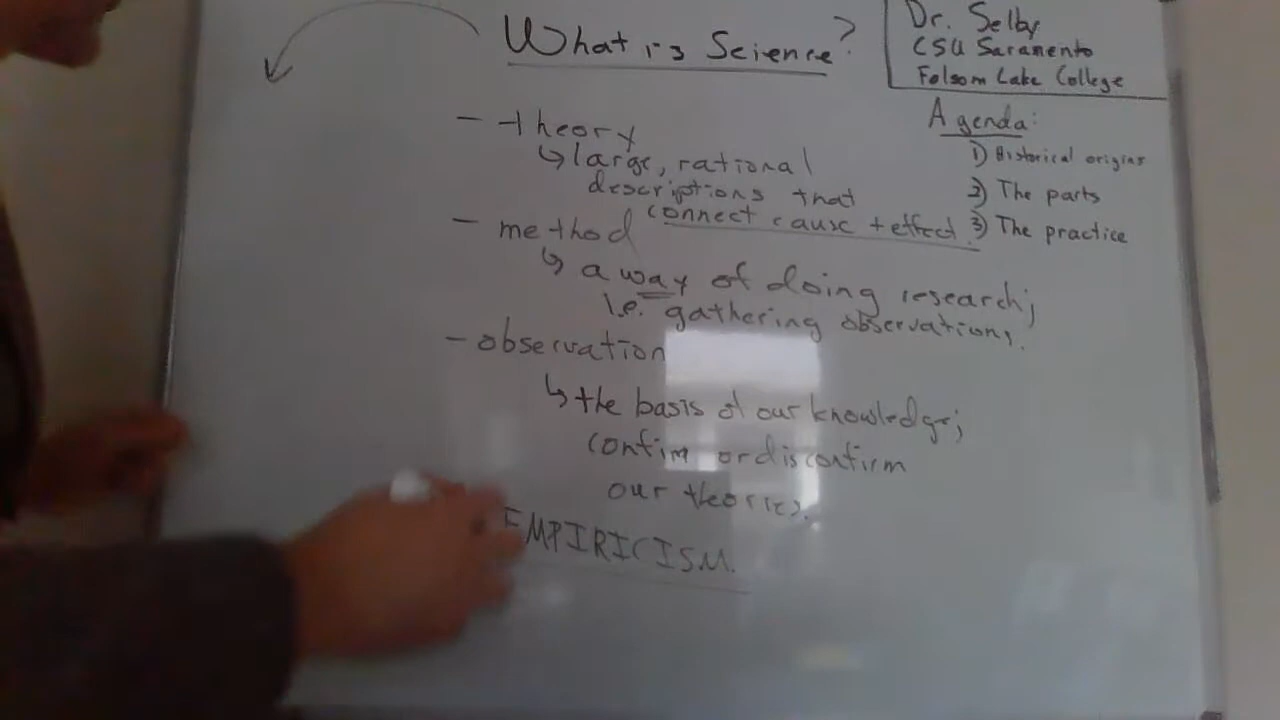 What is Science?
Dr. Selby
CSU Saramento
Folsom Lake College
Agenda:
1) Historical origins
2) The parts
3) The practice
- theory
↳ large, rational
descriptions that
connect cause + effect.
- method
↳ a way of doing research;
i.e. gathering observations.
- observation
↳ the basis of our knowledge;
confim or disconfirm
our theories.
EMPIRICISM.